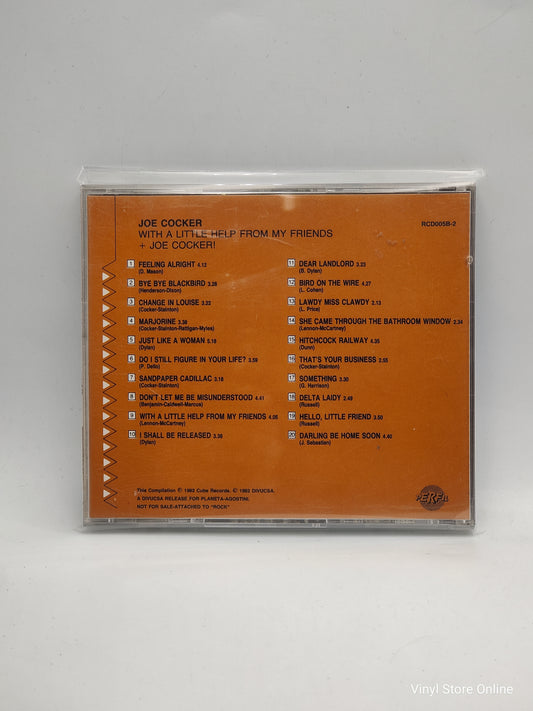 JOE COCKER
WITH A LITTLE HELP FROM MY FRIENDS
+ JOE COCKER!
RCD005B-2
1 FEELING ALRIGHT 4.12
(D. Mason)
2 BYE BYE BLACKBIRD 3.28
(Henderson-Dixon)
3 CHANGE IN LOUISE 3.22
(Cocker-Stainton)
4 MARJORINE 3.38
(Cocker-Stainton-Rattigan-Myles)
5 JUST LIKE A WOMAN 5.18
(Dylan)
6 DO I STILL FIGURE IN YOUR LIFE? 3.59
(P. Dello)
7 SANDPAPER CADILLAC 3.18
(Cocker-Stainton)
8 DON'T LET ME BE MISUNDERSTOOD 4.41
(Benjamin-Caldwell-Marcus)
9 WITH A LITTLE HELP FROM MY FRIENDS
(Lennon-McCartney)
10 I SHALL BE RELEASED
(Dylan)
11 DEAR LANDLORD 3.23
(B. Dylan)
12 BIRD ON THE WIRE 4.27
(L. Cohen)
13 LAWDY MISS CLAWDY 2.13
(L. Price)
14 SHE CAME THROUGH THE BATHROOM WINDOW 2.34
(Lennon-McCartney)
15 HITCHCOCK RAILWAY 4.35
(Dunn)
16 THAT'S YOUR BUSINESS 2.55
(Cocker-Stainton)
17 SOMETHING 3.30
(G. Harrison)
18 DELTA LAIDY 2.49
(Russell)
19 HELLO, LITTLE FRIEND 3.50
(Russell)
20 DARLING BE HOME SOON 4.40
(J. Sebastian)
This Compilation ℗ 1992 Cube Records. © 1992 DIVUCSA.
A DIVUCSA RELEASE FOR PLANETA-AGOSTINI.
NOT FOR SALE-ATTACHED TO "ROCK"
PERFIL
Vinyl Store Online